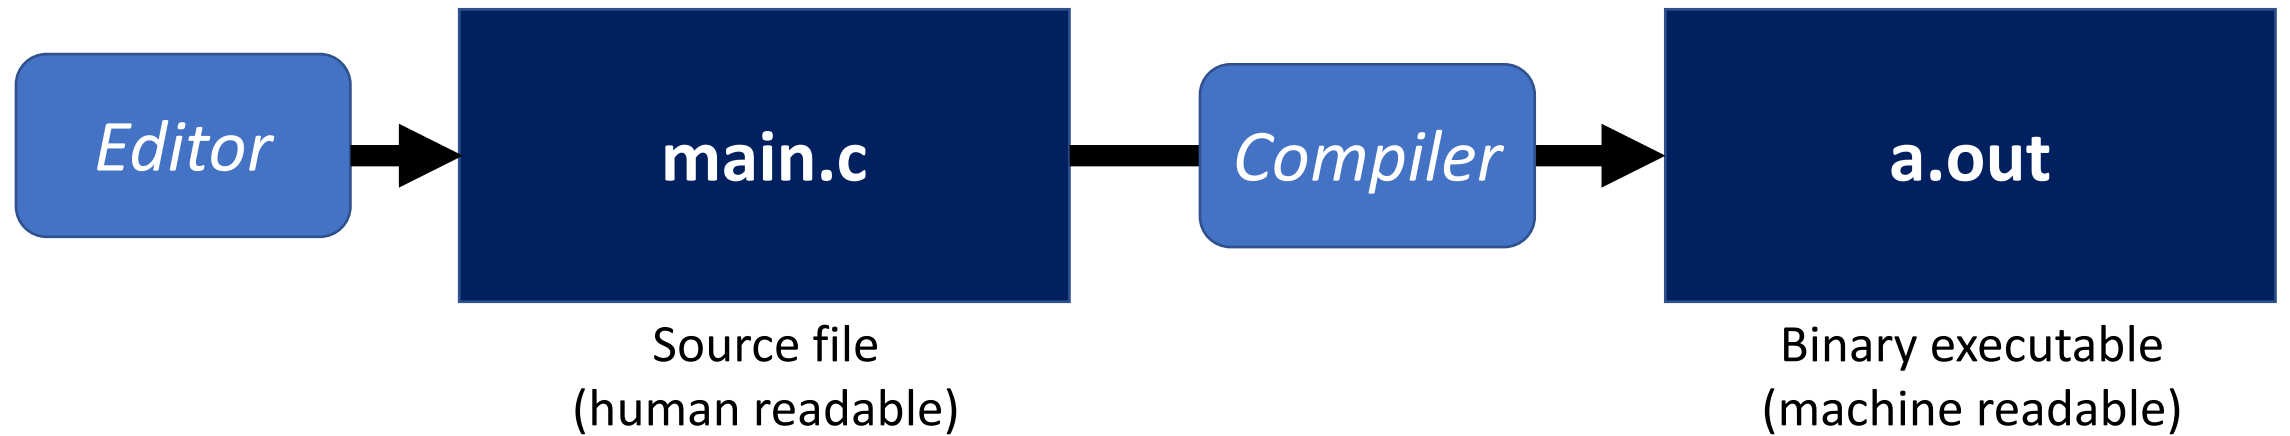 Editor
main.c
Compiler
a.out
Source file
(human readable)
Binary executable
(machine readable)